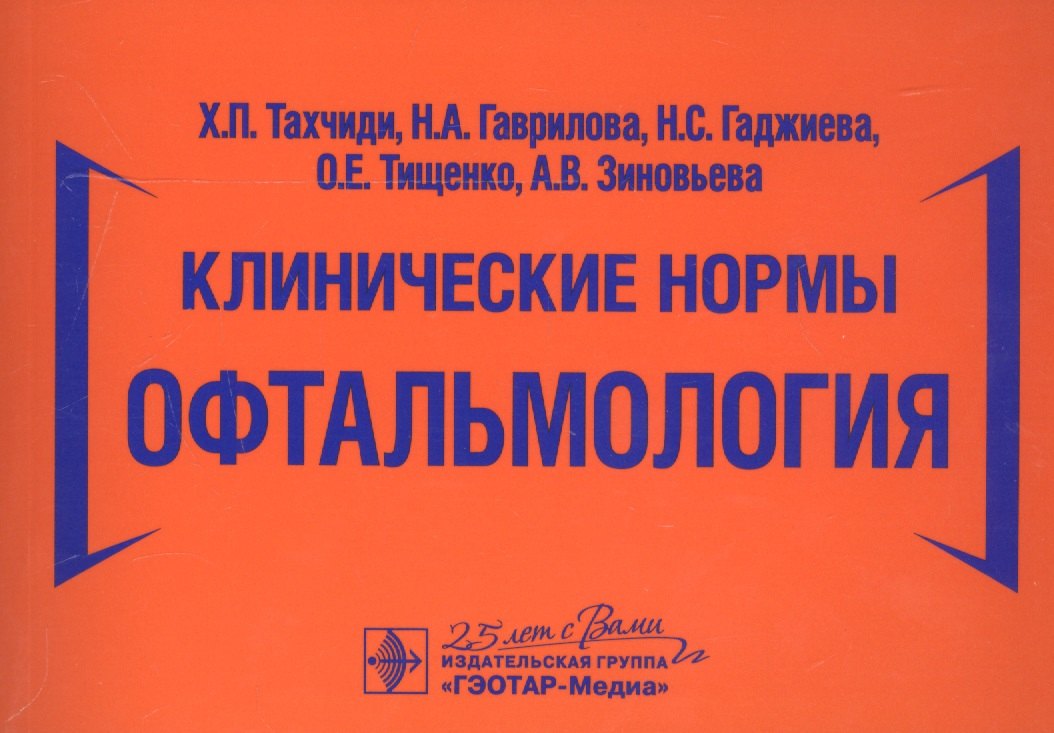 Х.П. Тахчиди, Н.А. Гаврилова, Н.С. Гаджиева,
О.Е. Тищенко, А.В. Зиновьева
КЛИНИЧЕСКИЕ НОРМЫ
ОФТАЛЬМОЛОГИЯ
25 лет с Вами
ИЗДАТЕЛЬСКАЯ ГРУППА
«ГЭОТАР-Медиа»